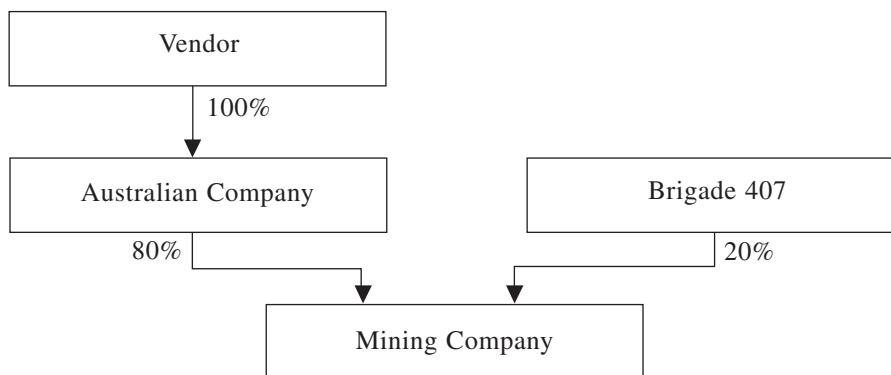 Vendor
100%
Australian Company
Brigade 407
80%
20%
Mining Company